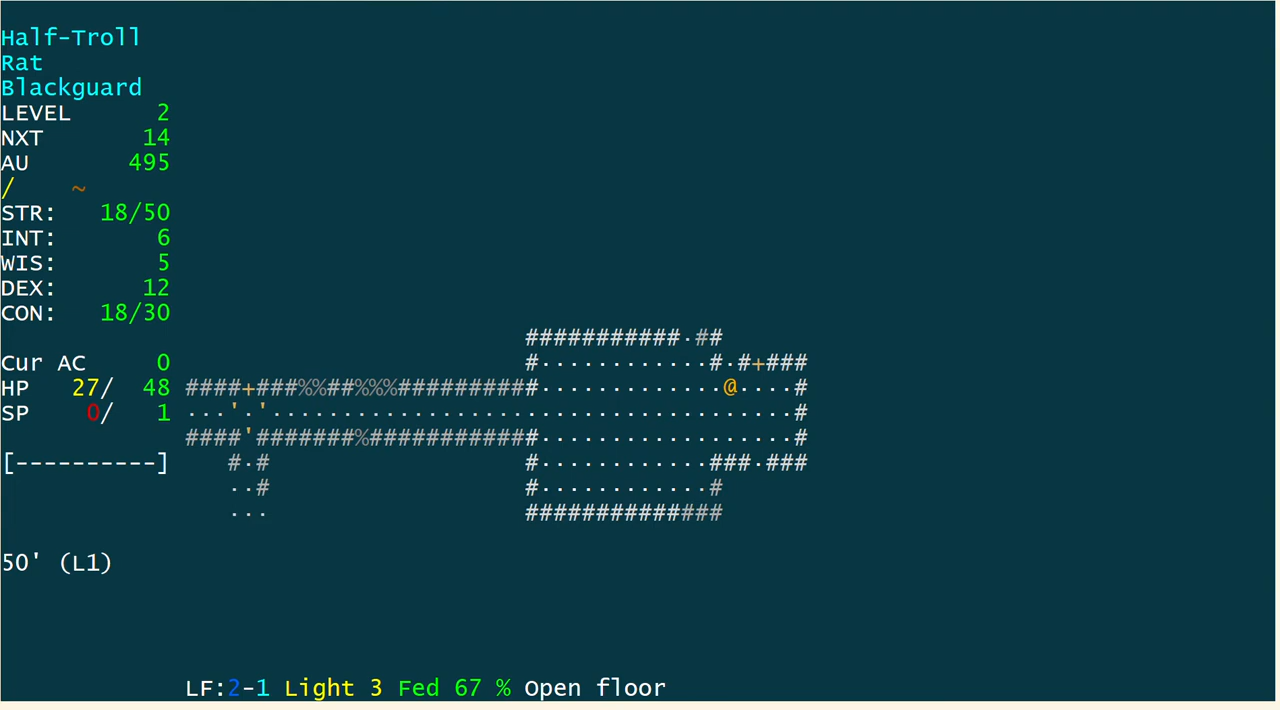 Half-Troll
Rat
Blackguard
LEVEL 2
NXT 14
AU 495
/ ~
STR: 18/50
INT: 6
WIS: 5
DEX: 12
CON: 18/30
###########.##
Cur AC 0 #............#.#+###
HP 27/ 48 ####+###%%##%%%##########.............@....#
SP 0/ 1 ...'.'.....................................#
####'#######%############..................#
[----------] #.# #............###.###
..# #............#
... ##############
50' (L1)
LF:2-1 Light 3 Fed 67 % Open floor